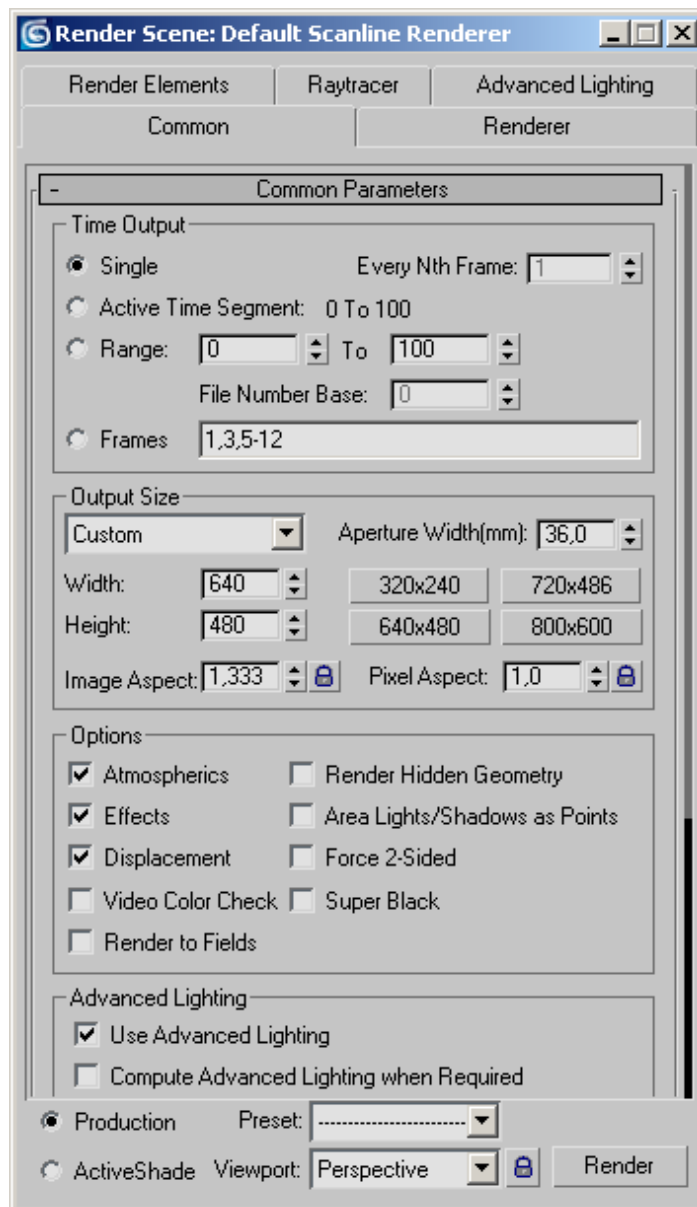 Render Scene: Default Scanline Renderer
Render Elements
Raytracer
Advanced Lighting
Common
Renderer
- Common Parameters
Time Output
Single
Every Nth Frame: 1
Active Time Segment: 0 To 100
Range: 0 To 100
File Number Base: 0
Frames 1,3,5-12
Output Size
Custom
Aperture Width(mm): 36,0
Width: 640
320x240
720x486
Height: 480
640x480
800x600
Image Aspect: 1,333
Pixel Aspect: 1,0
Options
Atmospherics
Render Hidden Geometry
Effects
Area Lights/Shadows as Points
Displacement
Force 2-Sided
Video Color Check
Super Black
Render to Fields
Advanced Lighting
Use Advanced Lighting
Compute Advanced Lighting when Required
Production
Preset: -------------------------
ActiveShade
Viewport: Perspective
Render